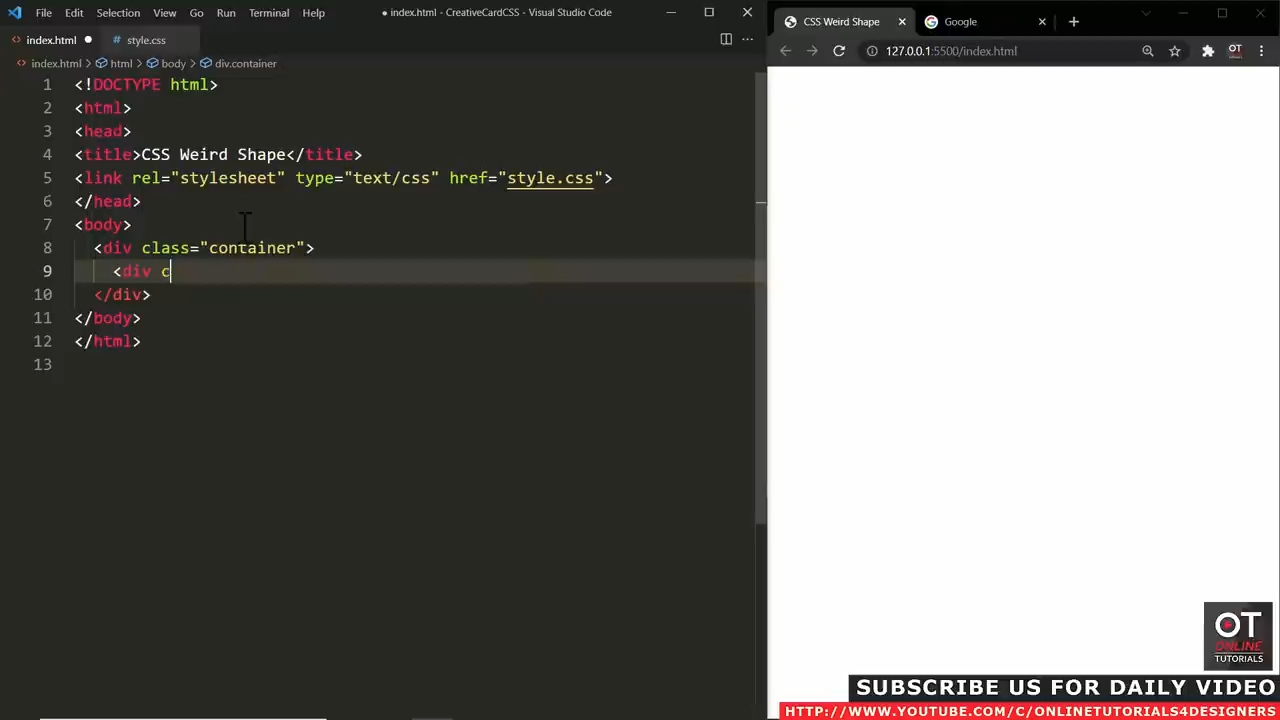 File Edit Selection View Go Run Terminal Help ● index.html - CreativeCardCSS - Visual Studio Code
index.html ● # style.css
index.html > html > body > div.container
1 <!DOCTYPE html>
2 <html>
3 <head>
4 <title>CSS Weird Shape</title>
5 <link rel="stylesheet" type="text/css" href="style.css">
6 </head>
7 <body>
8 <div class="container">
9 <div c
10 </div>
11 </body>
12 </html>
13
CSS Weird Shape
Google
127.0.0.1:5500/index.html
OT
OT
ONLINE
TUTORIALS
SUBSCRIBE US FOR DAILY VIDEO
HTTP://WWW.YOUTUBE.COM/C/ONLINETUTORIALS4DESIGNERS